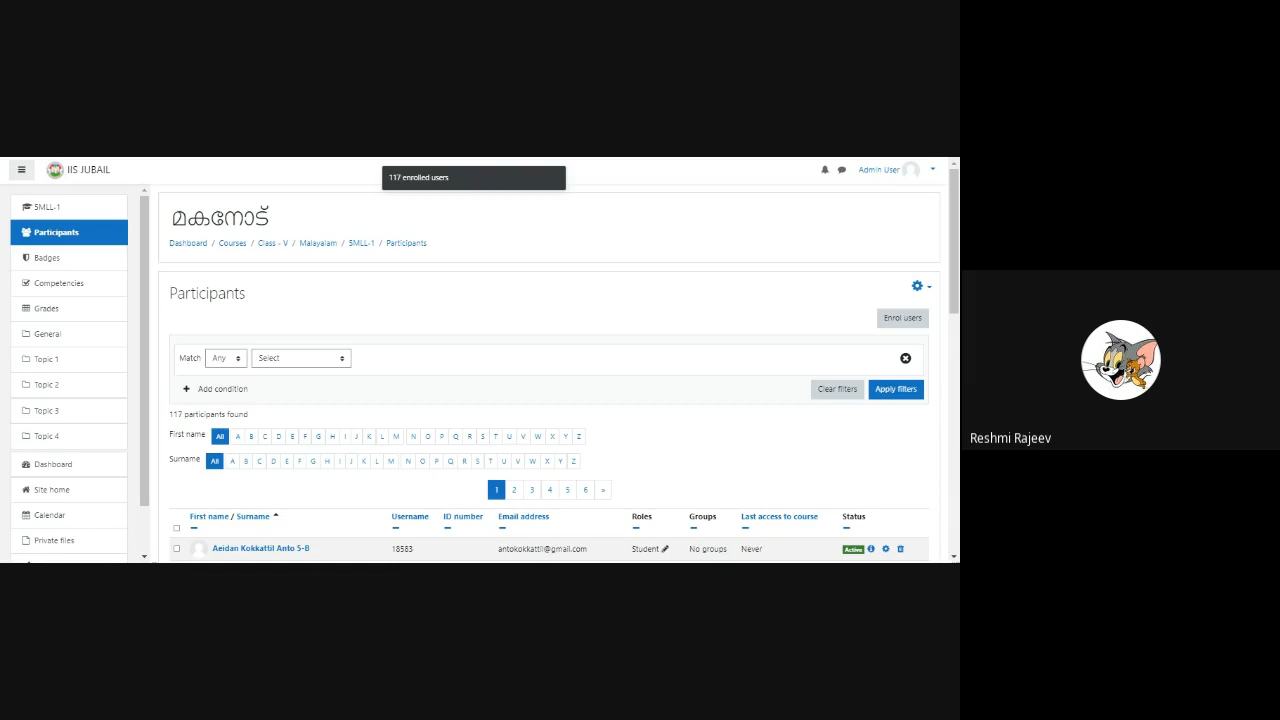 IIS JUBAIL
117 enrolled users
Admin User
5MLL-1
Participants
Badges
Competencies
Grades
General
Topic 1
Topic 2
Topic 3
Topic 4
Dashboard
Site home
Calendar
Private files
മകനോട്
Dashboard / Courses / Class - V / Malayalam / 5MLL-1 / Participants
Participants
Enrol users
Match Any Select
Add condition
Clear filters Apply filters
117 participants found
First name All A B C D E F G H I J K L M N O P Q R S T U V W X Y Z
Surname All A B C D E F G H I J K L M N O P Q R S T U V W X Y Z
1 2 3 4 5 6 »
First name / Surname Username ID number Email address Roles Groups Last access to course Status
Aeidan Kokkattil Anto 5-B 18583 antokokkattil@gmail.com Student No groups Never Active
Reshmi Rajeev